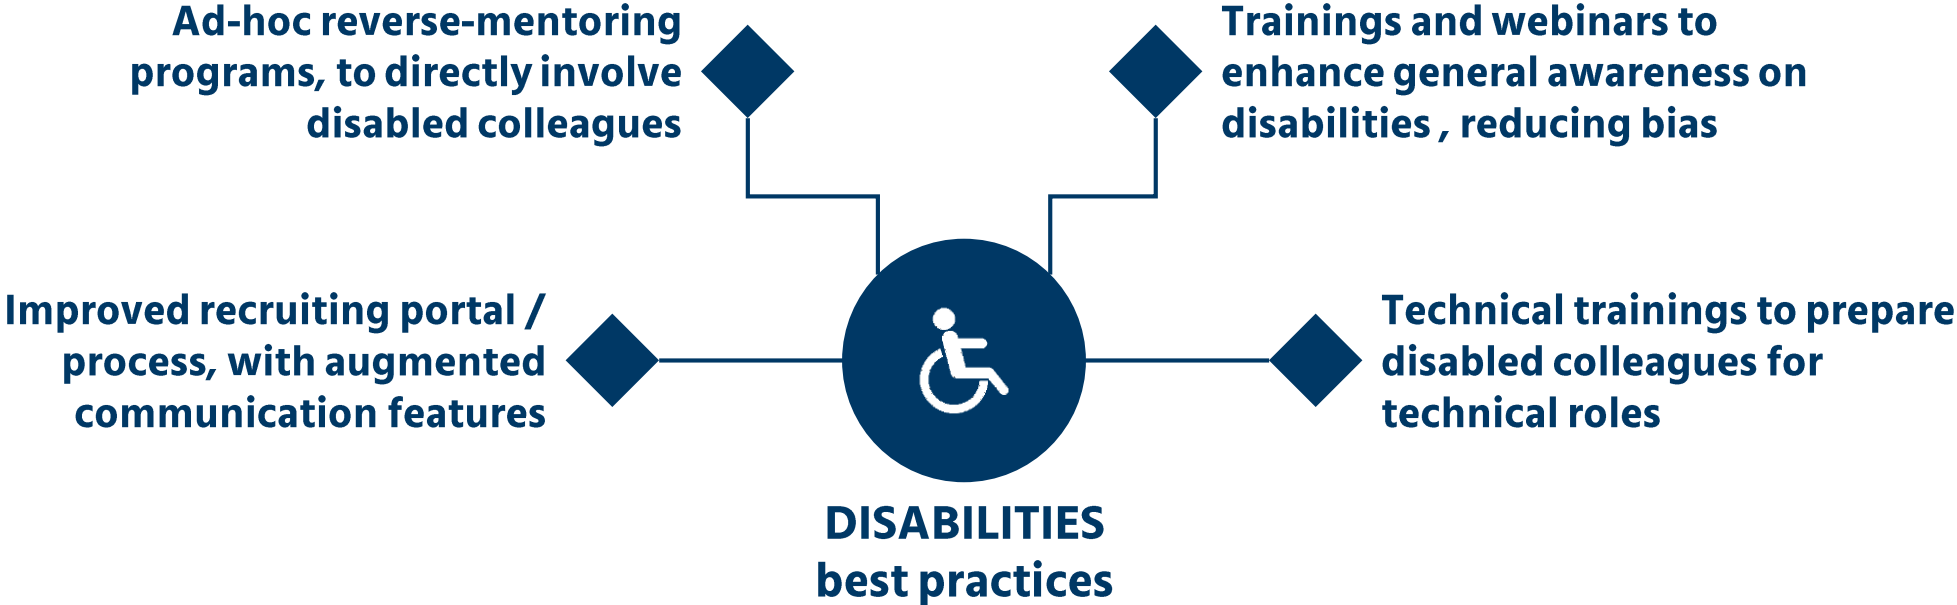 Ad-hoc reverse-mentoring
programs, to directly involve
disabled colleagues
Trainings and webinars to
enhance general awareness on
disabilities , reducing bias
Improved recruiting portal /
process, with augmented
communication features
Technical trainings to prepare
disabled colleagues for
technical roles
DISABILITIES
best practices